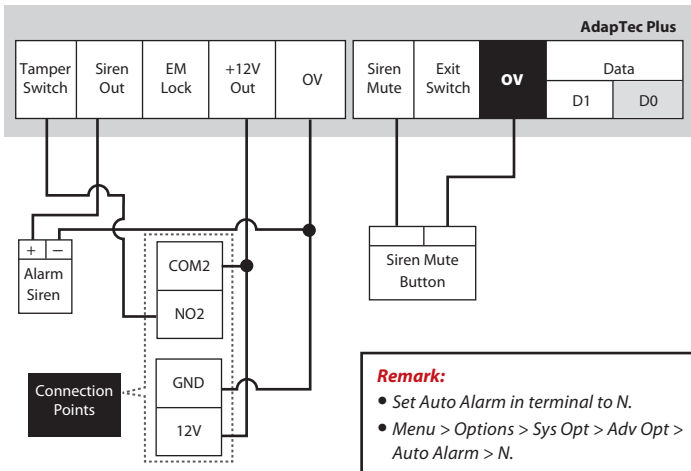 AdapTec Plus
Tamper
Switch
Siren
Out
EM
Lock
+12V
Out
OV
Siren
Mute
Exit
Switch
OV
Data
D1
D0
+
−
Alarm
Siren
COM2
NO2
GND
12V
Connection
Points
Siren Mute
Button
Remark:
• Set Auto Alarm in terminal to N.
• Menu > Options > Sys Opt > Adv Opt >
Auto Alarm > N.